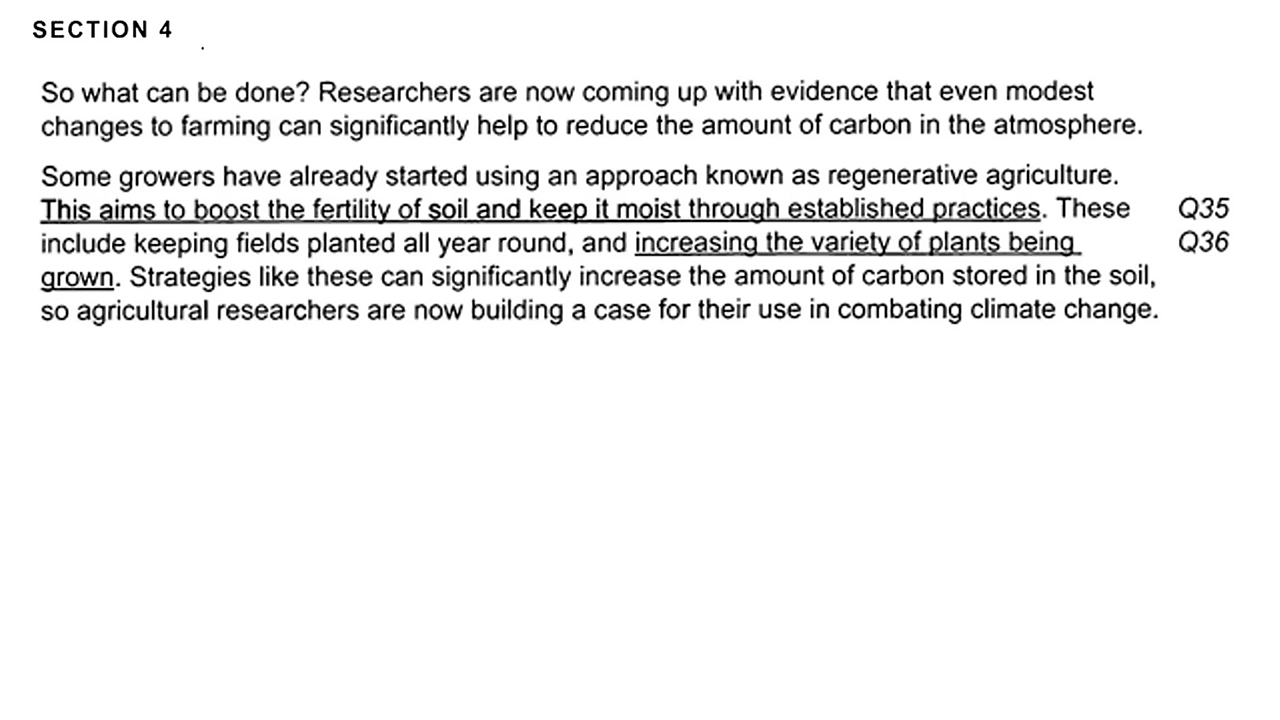 SECTION 4
So what can be done? Researchers are now coming up with evidence that even modest
changes to farming can significantly help to reduce the amount of carbon in the atmosphere.
Some growers have already started using an approach known as regenerative agriculture.
This aims to boost the fertility of soil and keep it moist through established practices. These Q35
include keeping fields planted all year round, and increasing the variety of plants being Q36
grown. Strategies like these can significantly increase the amount of carbon stored in the soil,
so agricultural researchers are now building a case for their use in combating climate change.